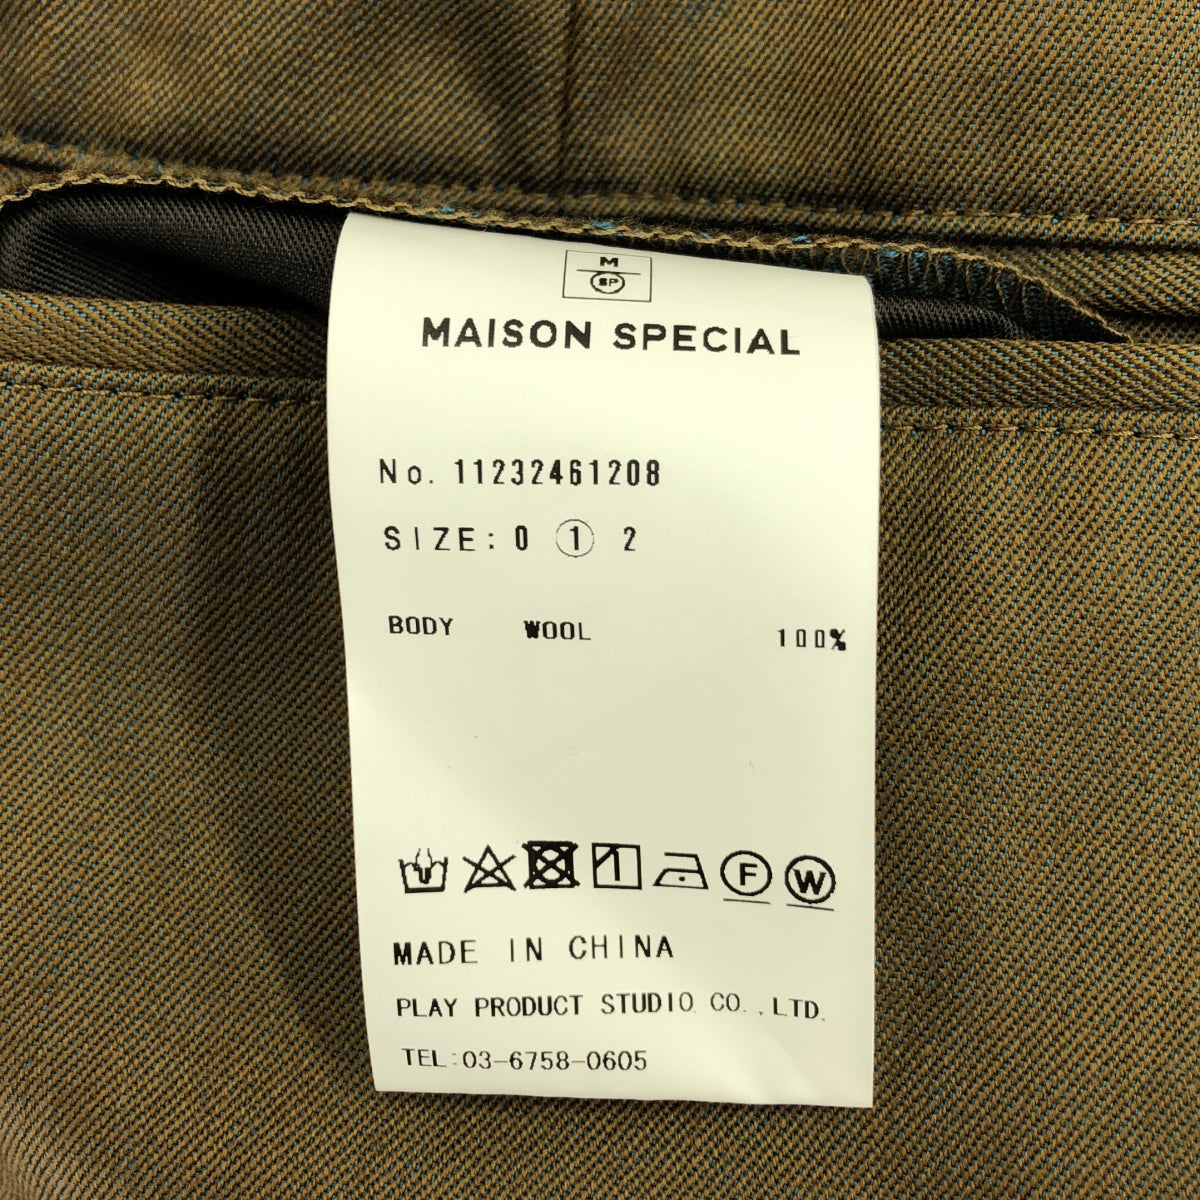 M
SP
MAISON SPECIAL
No. 11232461208
SIZE: 0 1 2
BODY WOOL 100%
F W
MADE IN CHINA
PLAY PRODUCT STUDIO CO.,LTD.
TEL:03-6758-0605